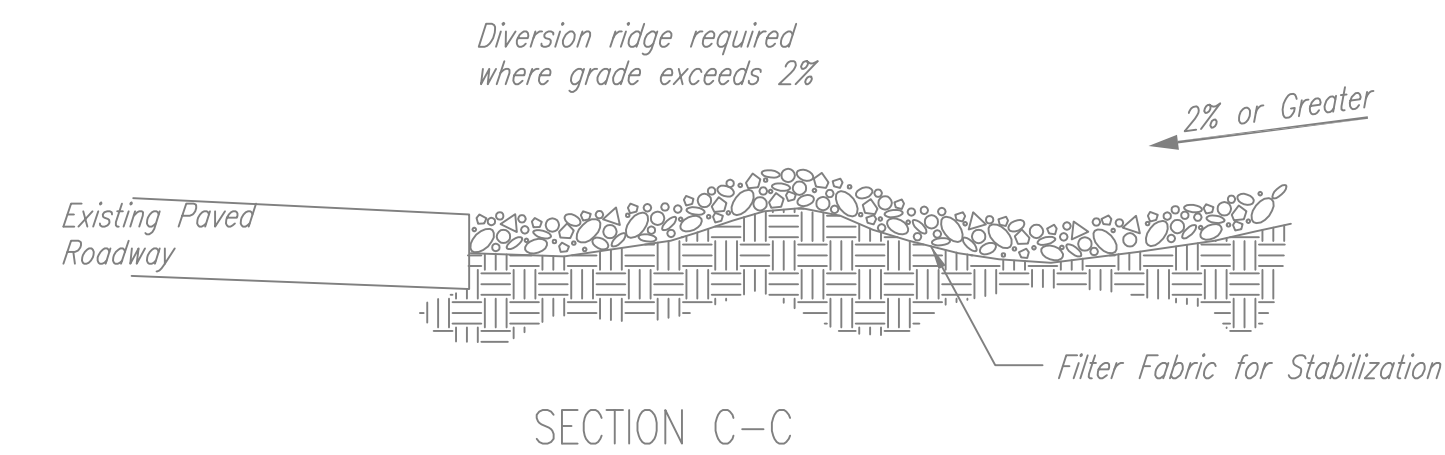 Diversion ridge required
where grade exceeds 2%
2% or Greater
Existing Paved
Roadway
Filter Fabric for Stabilization
SECTION C-C